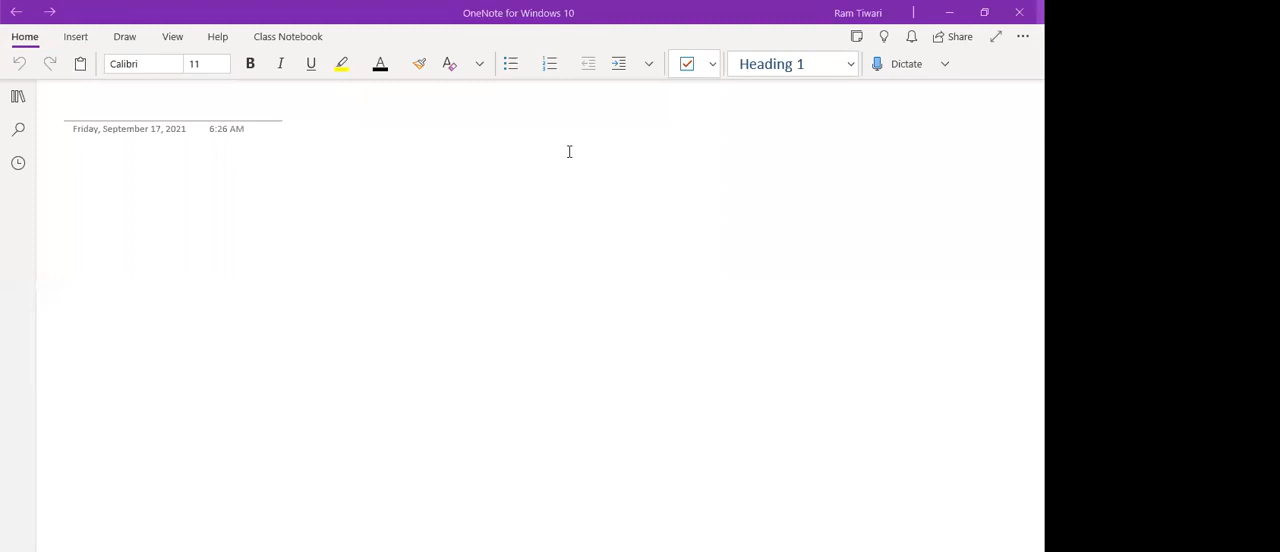 OneNote for Windows 10
Ram Tiwari
Home Insert Draw View Help Class Notebook
Share
Calibri 11 B I U A A Heading 1 Dictate
Friday, September 17, 2021 6:26 AM